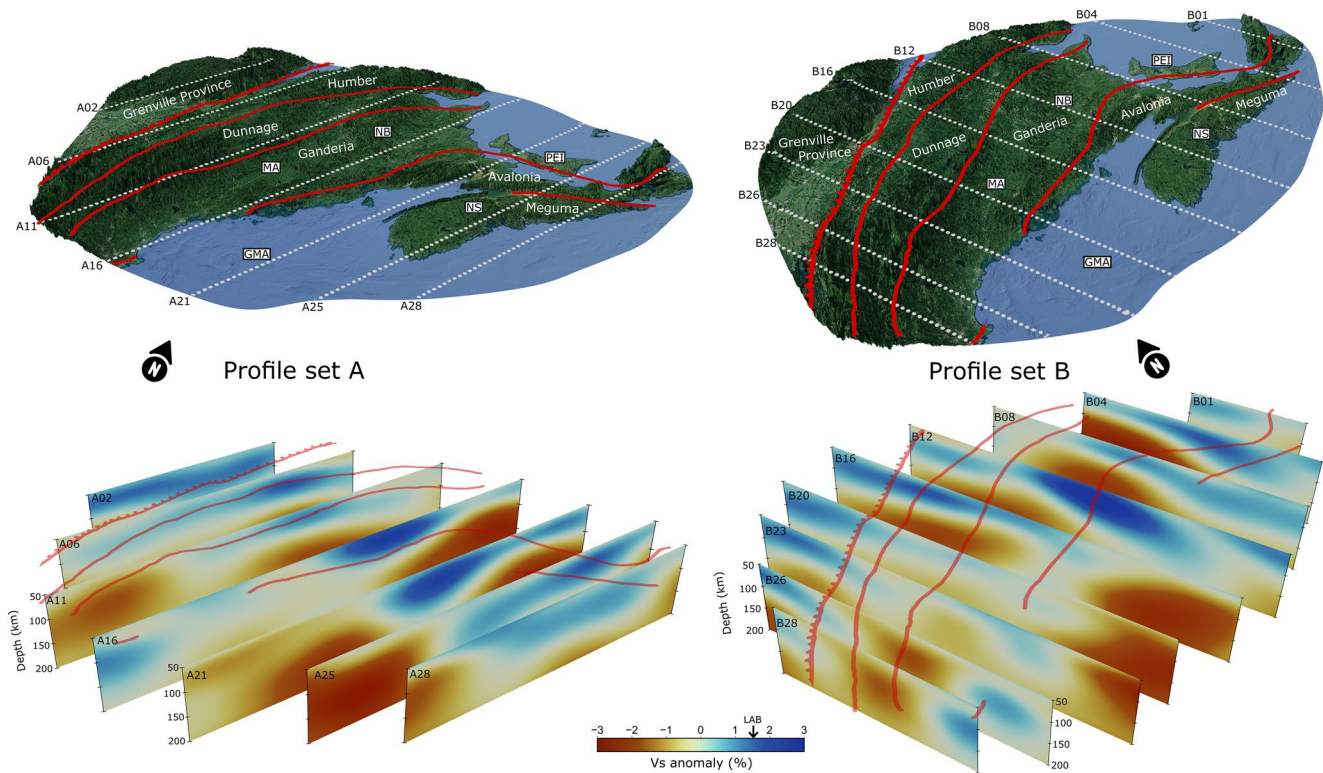 A02
Grenville Province
Humber
A06
Dunnage
NB
MA
Ganderia
PEI
A11
Avalonia
NS
Meguma
A16
GMA
A21
A25
A28
N
Profile set A
B01
B04
B08
B12
PEI
B16
Humber
NB
Avalonia
Meguma
B20
Grenville
Province
Dunnage
Ganderia
NS
B23
MA
B26
B28
GMA
Profile set B
N
A02
A06
A11
A16
A21
A25
A28
50
100
150
200
Depth (km)
50
100
150
200
B01
B04
B08
B12
B16
B20
B23
B26
B28
50
100
150
200
Depth (km)
50
100
150
200
LAB
−3 −2 −1 0 1 2 3
Vs anomaly (%)